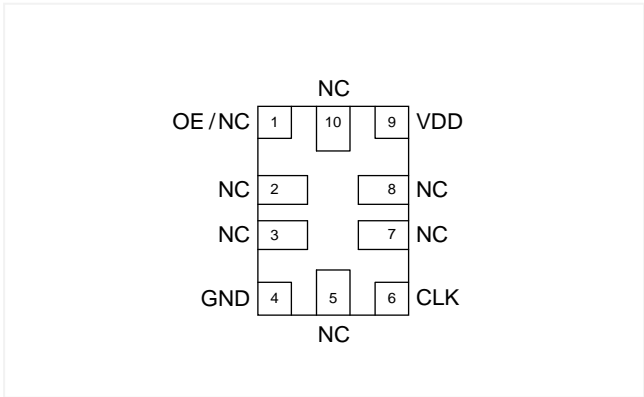 NC
OE/NC 1 10 9 VDD
NC 2 8 NC
NC 3 7 NC
GND 4 5 6 CLK
NC